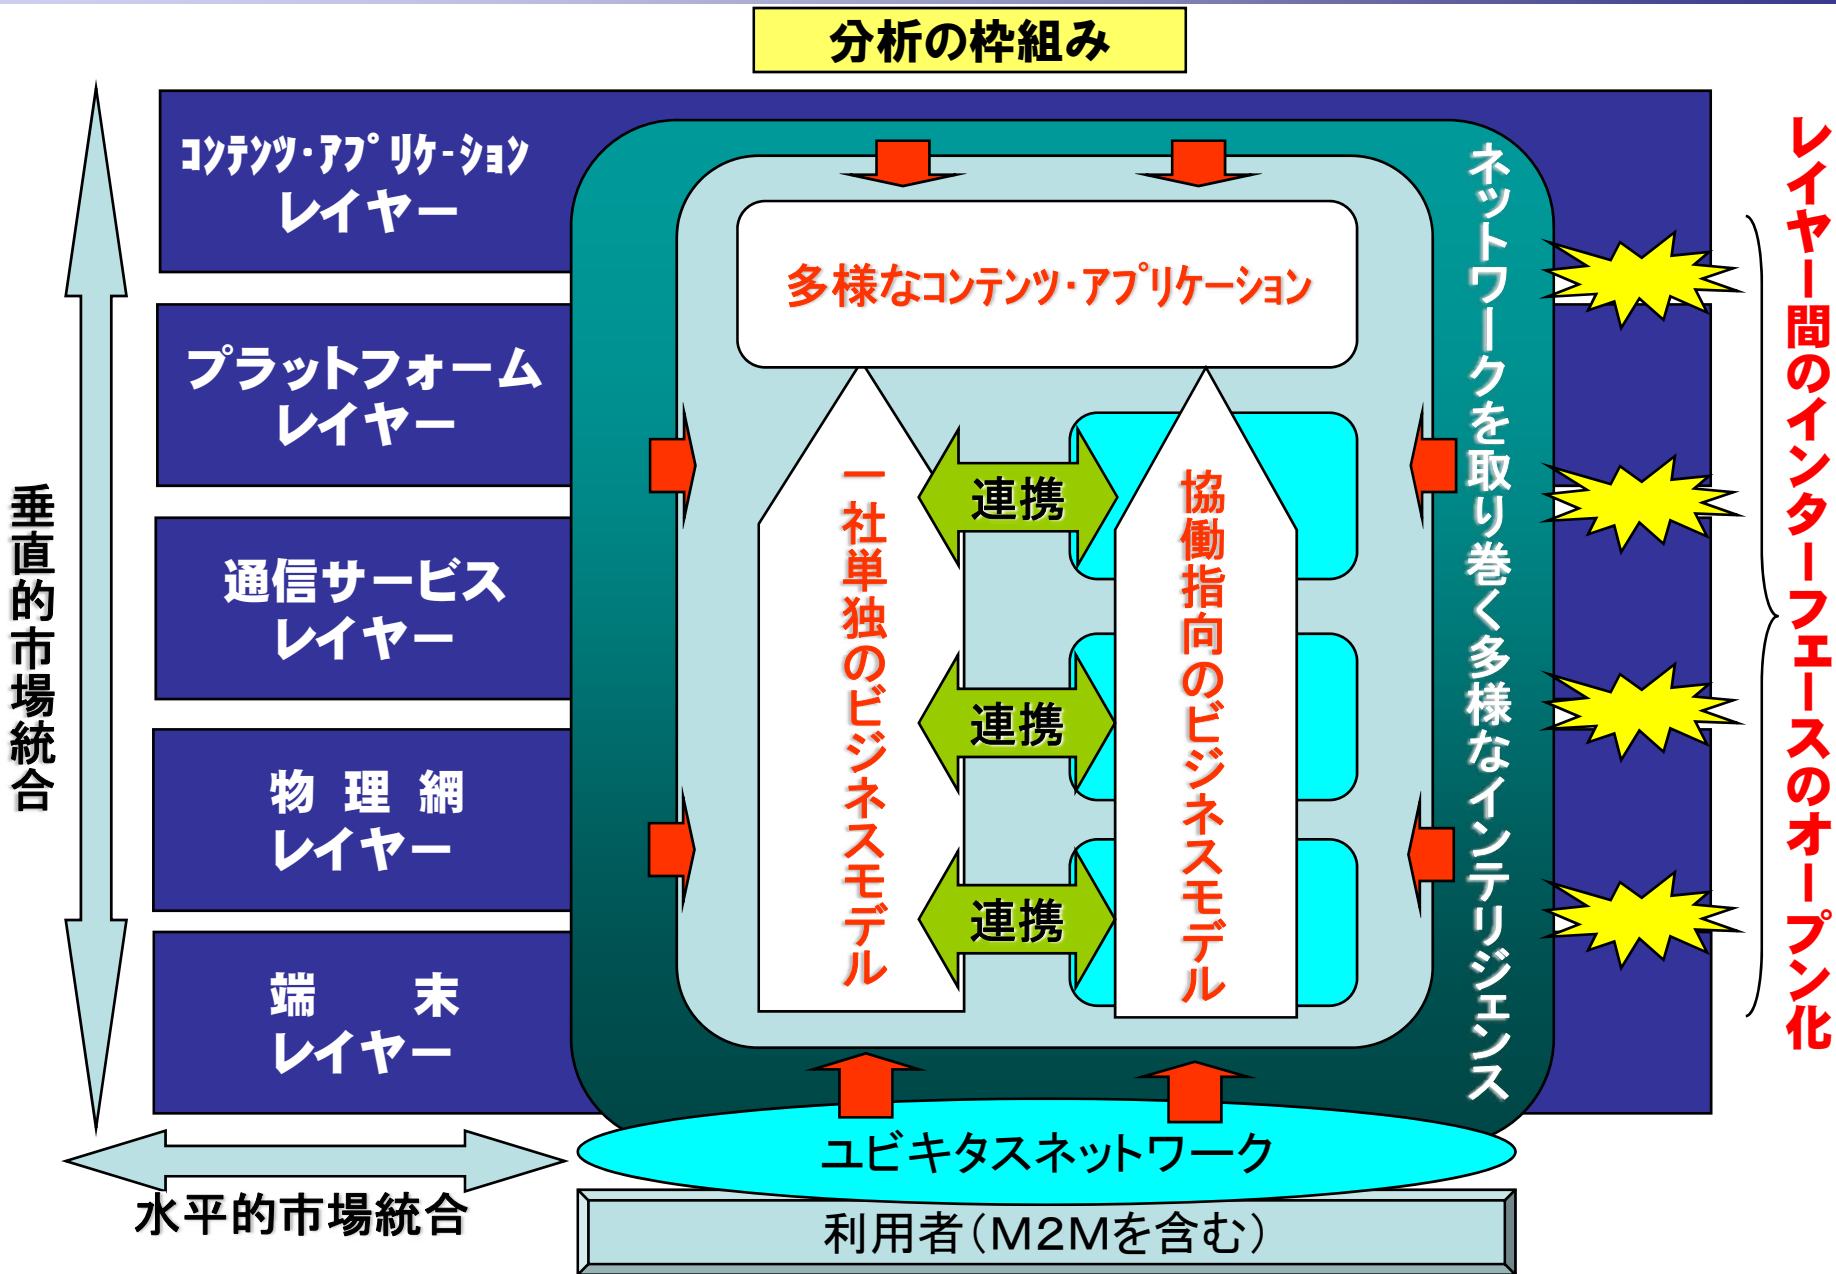 分析の枠組み
ｺﾝﾃﾝﾂ・ｱﾌﾟﾘｹ-ｼｮﾝ
レイヤー
プラットフォーム
レイヤー
通信サービス
レイヤー
物 理 網
レイヤー
端 末
レイヤー
垂直的市場統合
水平的市場統合
多様なコンテンツ・アプリケーション
一社単独のビジネスモデル
連携
連携
連携
協働指向のビジネスモデル
ネットワークを取り巻く多様なインテリジェンス
レイヤー間のインターフェースのオープン化
ユビキタスネットワーク
利用者（M2Mを含む）